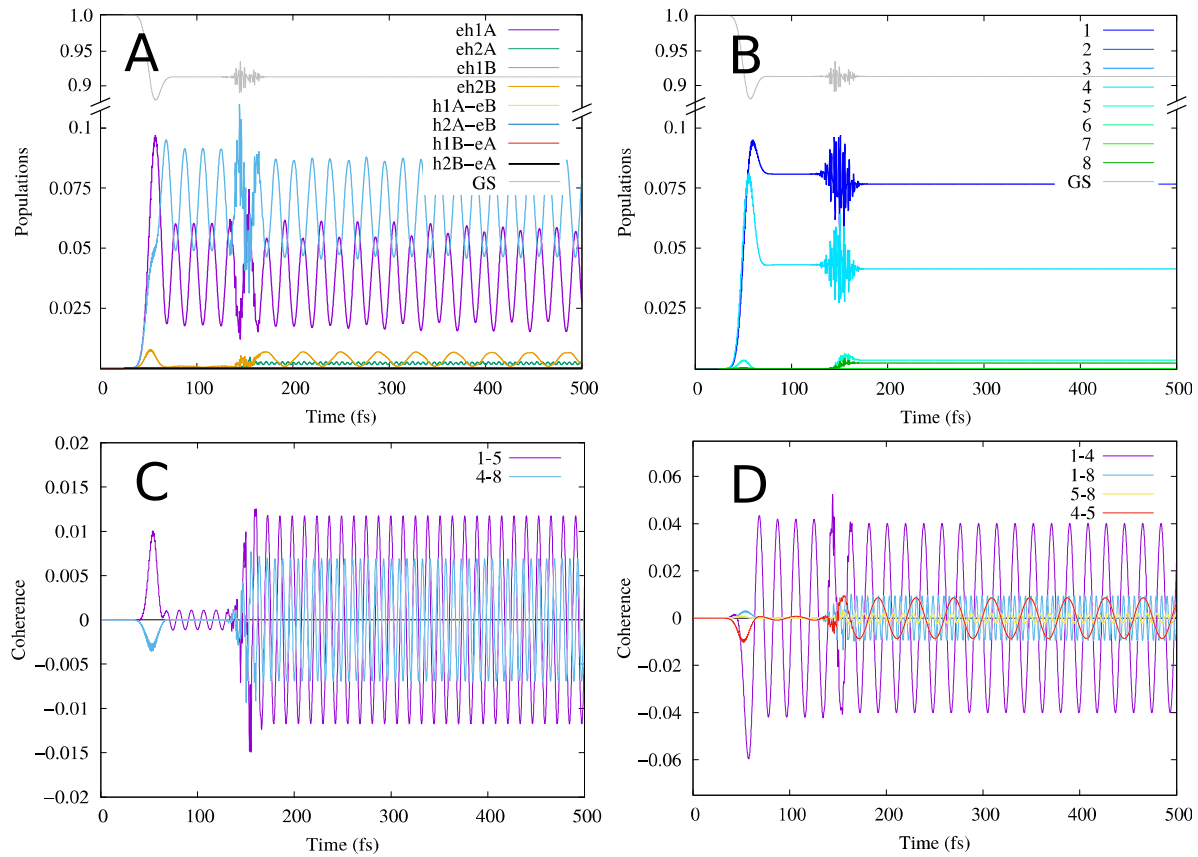 A
1.0
0.95
0.9
0.1
0.075
0.05
0.025
Populations
eh1A
eh2A
eh1B
eh2B
h1A−eB
h2A−eB
h1B−eA
h2B−eA
GS
0 100 200 300 400 500
Time (fs)
B
1.0
0.95
0.9
0.1
0.075
0.05
0.025
Populations
1
2
3
4
5
6
7
8
GS
0 100 200 300 400 500
Time (fs)
C
0.02
0.015
0.01
0.005
0
−0.005
−0.01
−0.015
−0.02
Coherence
1-5
4-8
0 100 200 300 400 500
Time (fs)
D
0.06
0.04
0.02
0
−0.02
−0.04
−0.06
Coherence
1-4
1-8
5-8
4-5
0 100 200 300 400 500
Time (fs)